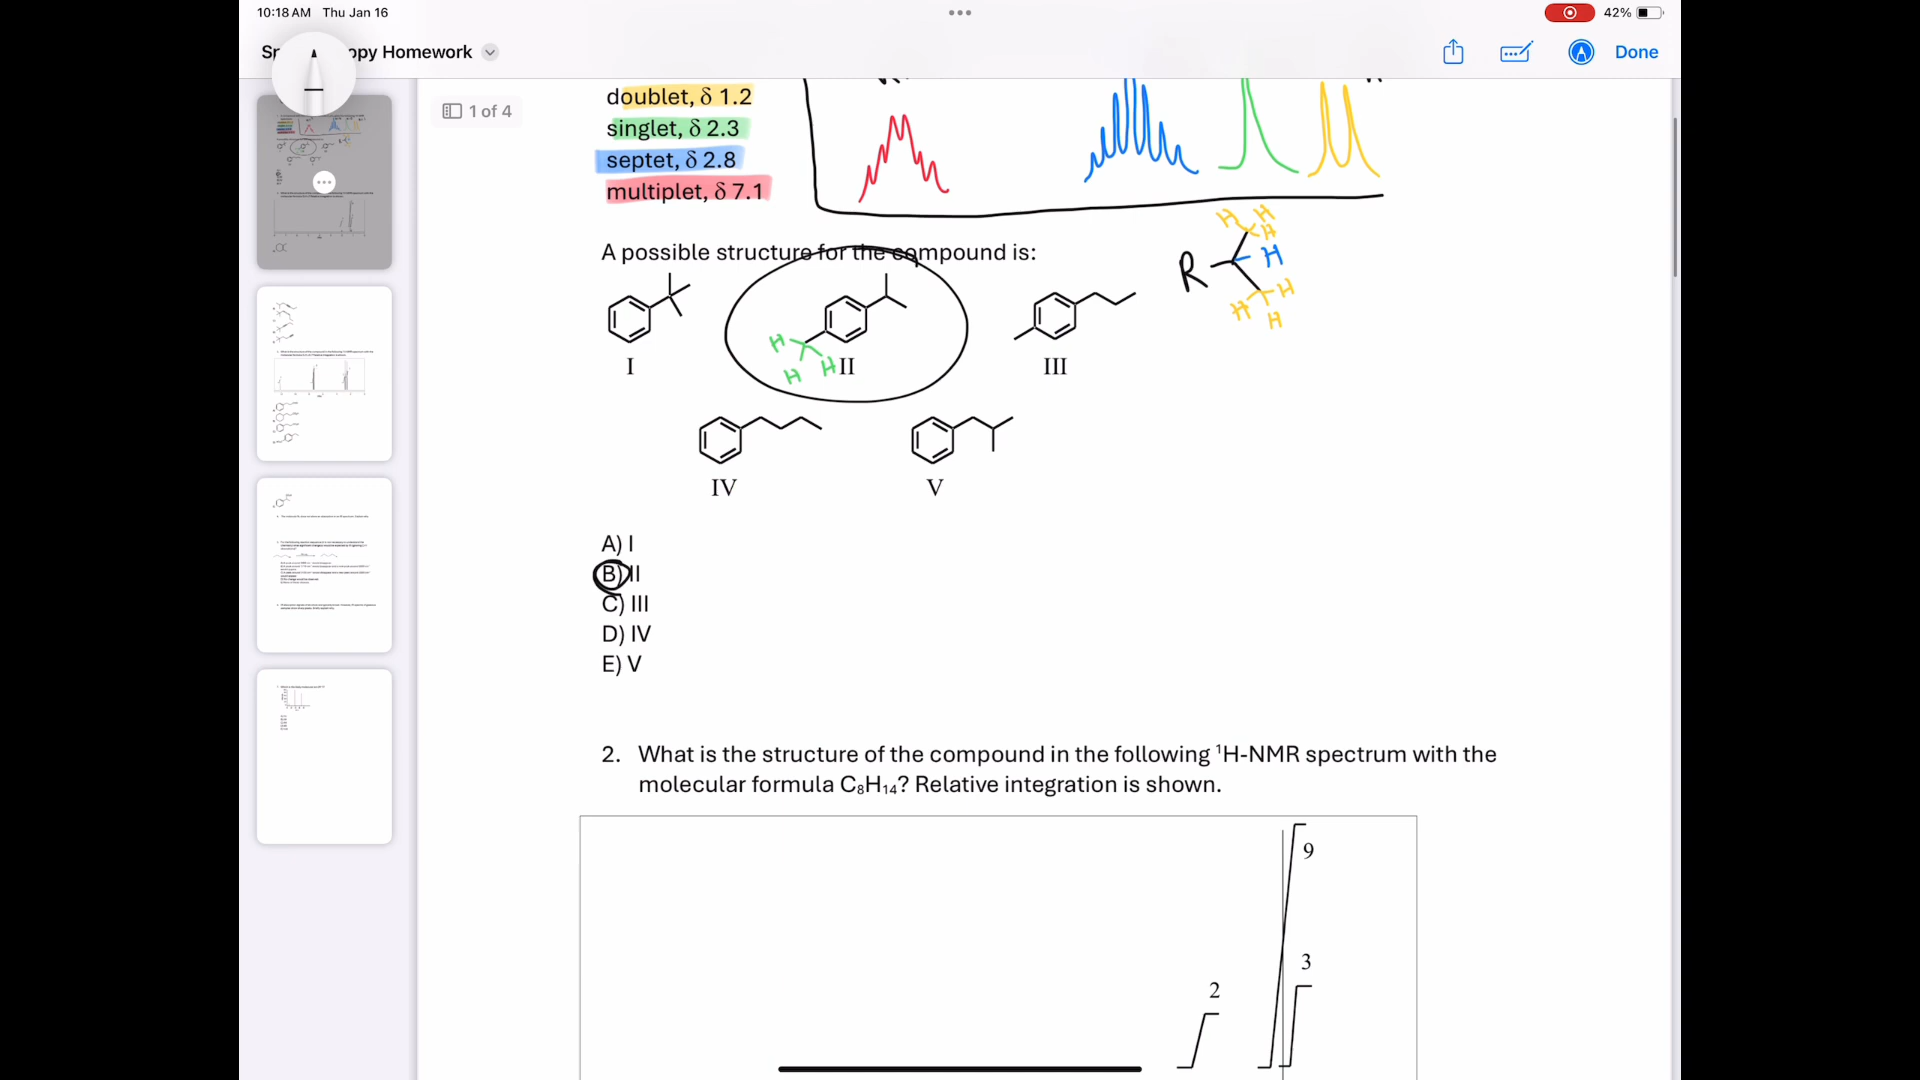 10:18 AM Thu Jan 16
42%
opy Homework
Done
1 of 4
doublet, δ 1.2
singlet, δ 2.3
septet, δ 2.8
multiplet, δ 7.1
A possible structure for the compound is:
H H
H
R H
H H
H
H
H H
I II III
IV V
A) I
B) II
C) III
D) IV
E) V
2. What is the structure of the compound in the following ¹H-NMR spectrum with the
molecular formula C₈H₁₄? Relative integration is shown.
9
3
2